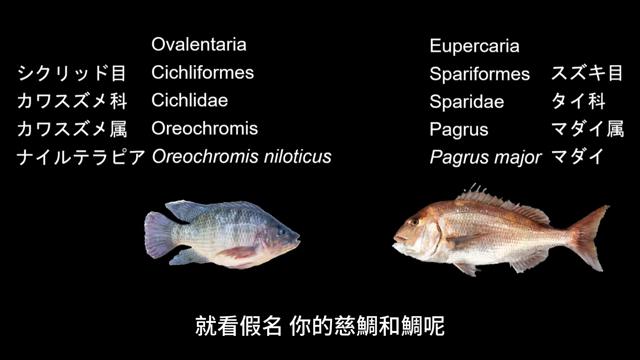 Ovalentaria
シクリッド目 Cichliformes
カワスズメ科 Cichlidae
カワスズメ属 Oreochromis
ナイルテラピア Oreochromis niloticus
Eupercaria
Spariformes スズキ目
Sparidae タイ科
Pagrus マダイ属
Pagrus major マダイ
就看假名 你的慈鯛和鯛呢